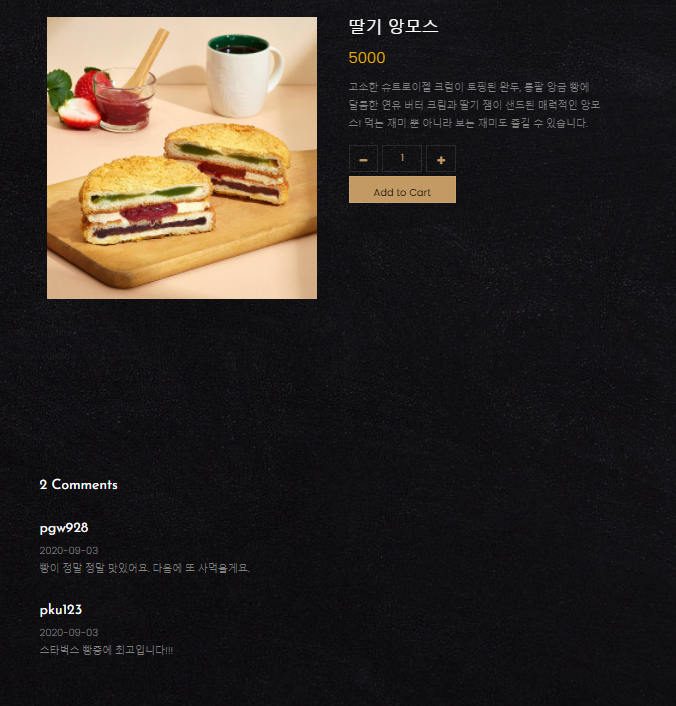 딸기 앙모스
5000
고소한 슈트로이젤 크럼이 토핑된 완두, 통팥 앙금 빵에
달콤한 연유 버터 크림과 딸기 잼이 샌드된 매력적인 앙모
스! 먹는 재미 뿐 아니라 보는 재미도 즐길 수 있습니다.
1
Add to Cart
2 Comments
pgw928
2020-09-03
빵이 정말 정말 맛있어요. 다음에 또 사먹을게요.
pku123
2020-09-03
스타벅스 빵중에 최고입니다!!!